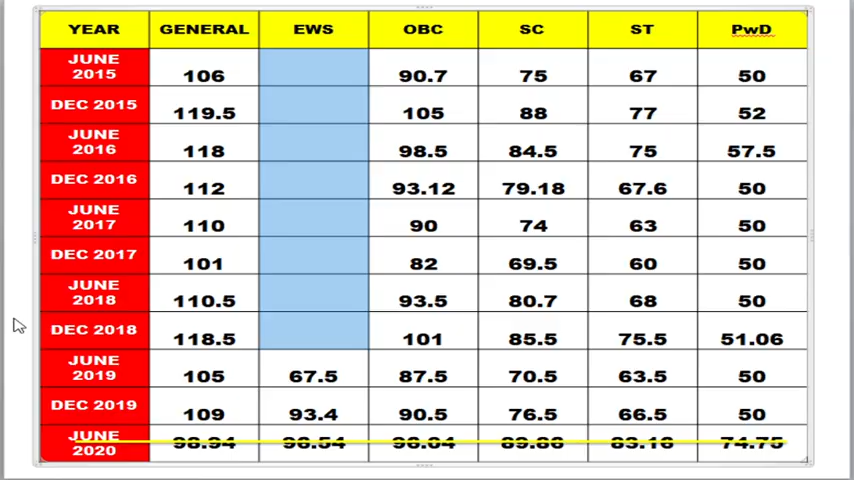 YEAR GENERAL EWS OBC SC ST PwD
JUNE 2015 106 90.7 75 67 50
DEC 2015 119.5 105 88 77 52
JUNE 2016 118 98.5 84.5 75 57.5
DEC 2016 112 93.12 79.18 67.6 50
JUNE 2017 110 90 74 63 50
DEC 2017 101 82 69.5 60 50
JUNE 2018 110.5 93.5 80.7 68 50
DEC 2018 118.5 101 85.5 75.5 51.06
JUNE 2019 105 67.5 87.5 70.5 63.5 50
DEC 2019 109 93.4 90.5 76.5 66.5 50
JUNE 2020 74.75